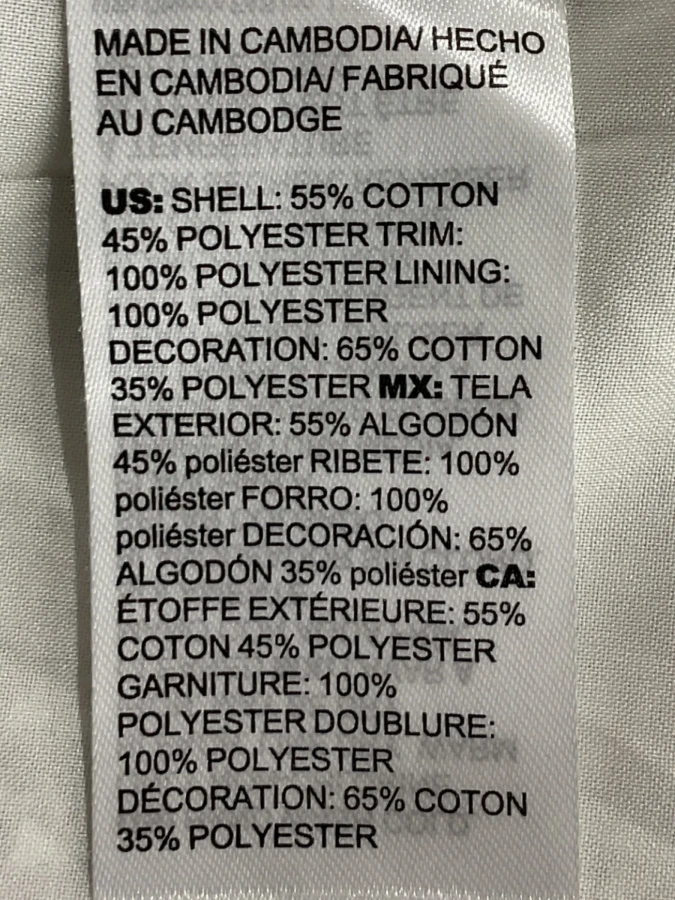 MADE IN CAMBODIA/ HECHO
EN CAMBODIA/ FABRIQUÉ
AU CAMBODGE
US: SHELL: 55% COTTON
45% POLYESTER TRIM:
100% POLYESTER LINING:
100% POLYESTER
DECORATION: 65% COTTON
35% POLYESTER MX: TELA
EXTERIOR: 55% ALGODÓN
45% poliéster RIBETE: 100%
poliéster FORRO: 100%
poliéster DECORACIÓN: 65%
ALGODÓN 35% poliéster CA:
ÉTOFFE EXTÉRIEURE: 55%
COTON 45% POLYESTER
GARNITURE: 100%
POLYESTER DOUBLURE:
100% POLYESTER
DÉCORATION: 65% COTON
35% POLYESTER